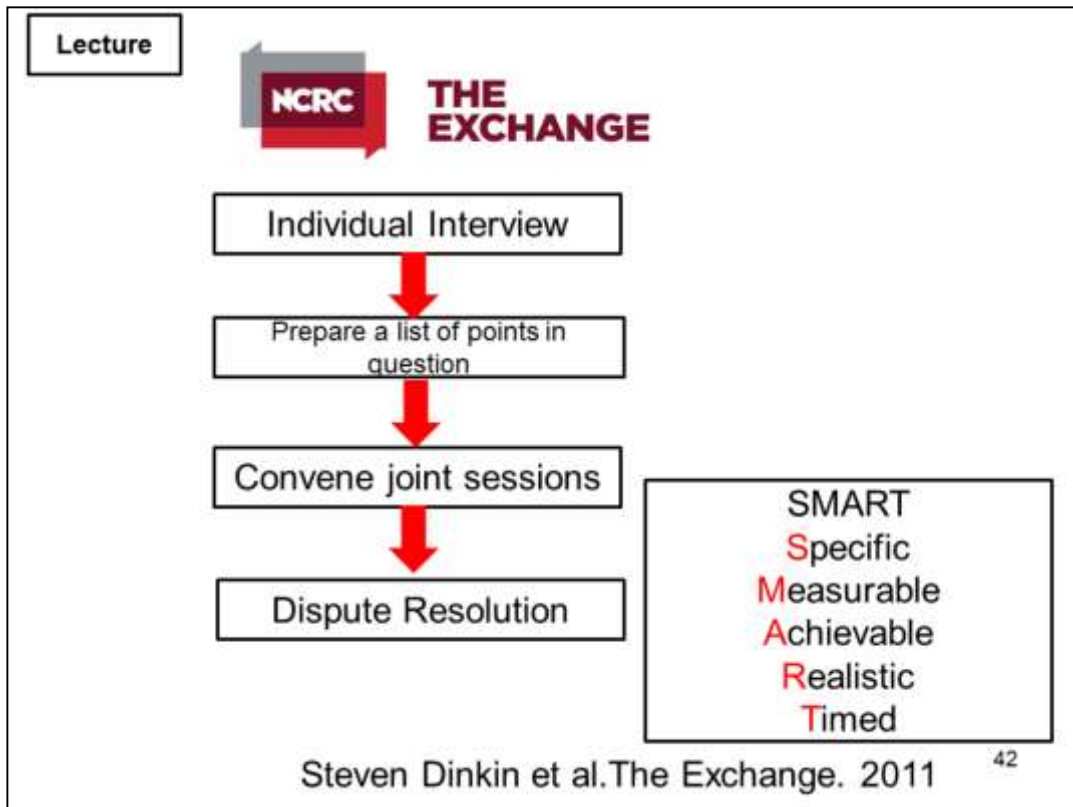 Lecture
NCRC
THE
EXCHANGE
Individual Interview
Prepare a list of points in
question
Convene joint sessions
Dispute Resolution
SMART
Specific
Measurable
Achievable
Realistic
Timed
Steven Dinkin et al.The Exchange. 2011
42